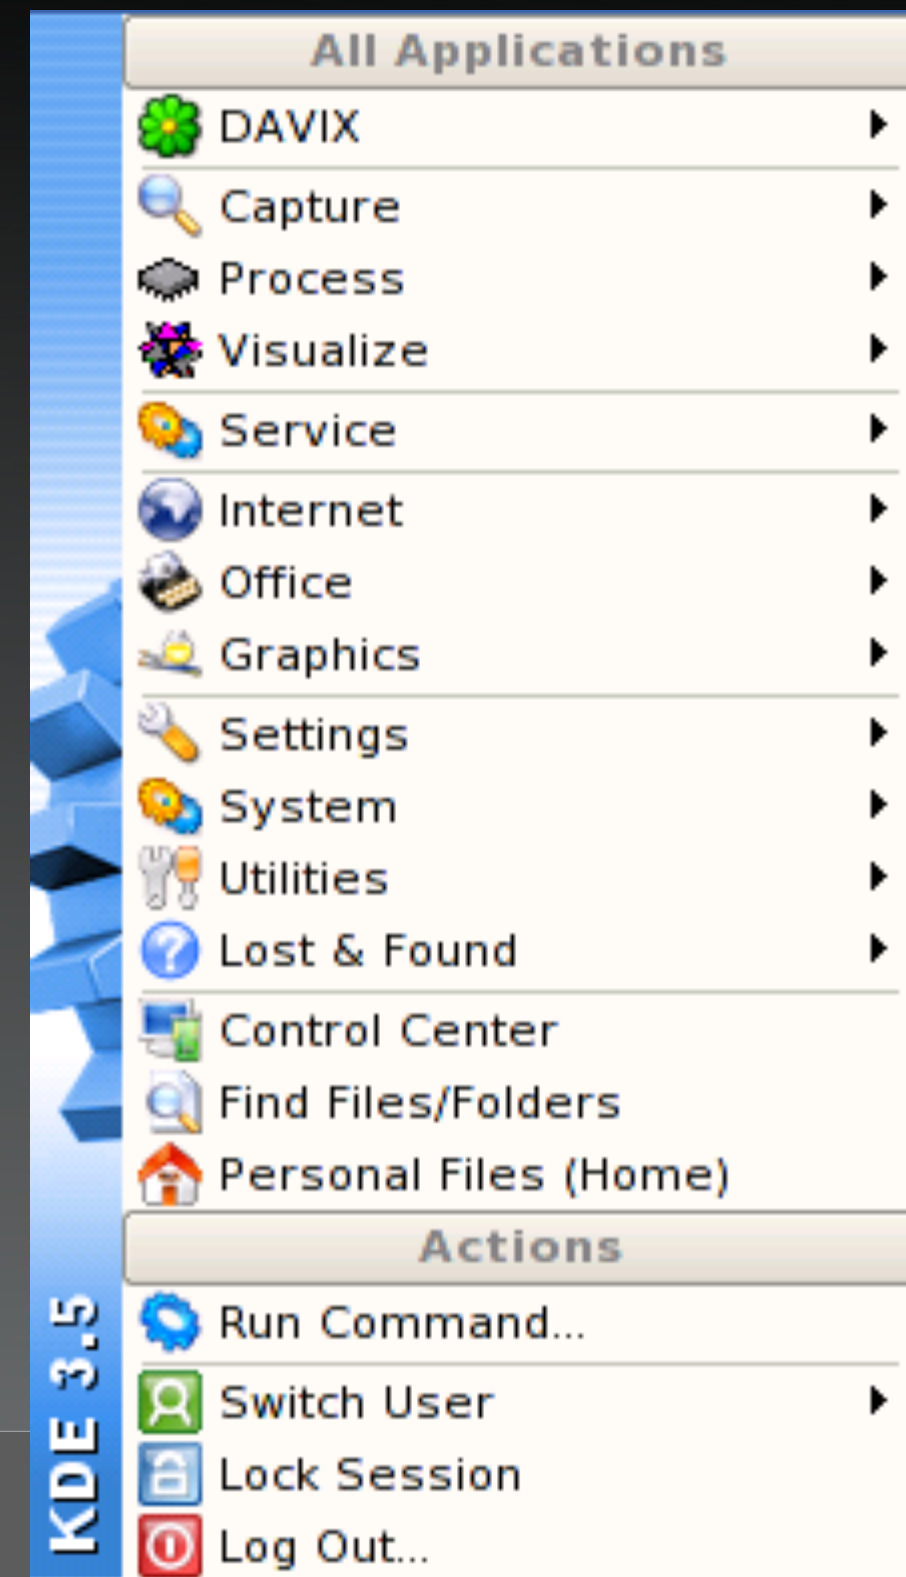 All Applications
DAVIX
Capture
Process
Visualize
Service
Internet
Office
Graphics
Settings
System
Utilities
Lost & Found
Control Center
Find Files/Folders
Personal Files (Home)
Actions
Run Command...
Switch User
Lock Session
Log Out...
KDE 3.5